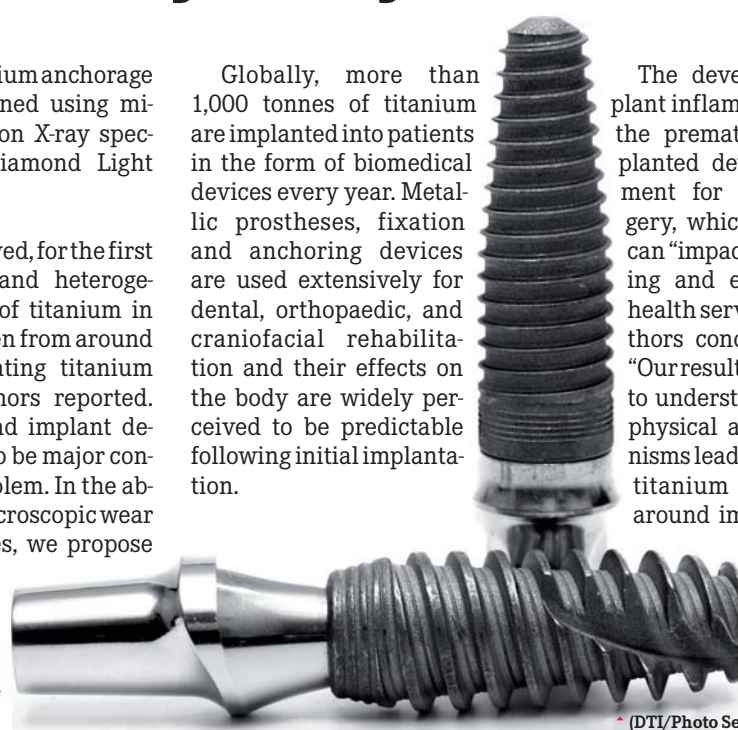 ium anchorage
ned using mi-
on X-ray spec-
iamond Light
ed, for the first
and heteroge-
of titanium in
en from around
ting titanium
hors reported.
nd implant de-
o be major con-
lem. In the ab-
croscopic wear
es, we propose
Globally, more than
1,000 tonnes of titanium
are implanted into patients
in the form of biomedical
devices every year. Metal-
lic prostheses, fixation
and anchoring devices
are used extensively for
dental, orthopaedic, and
craniofacial rehabilita-
tion and their effects on
the body are widely per-
ceived to be predictable
following initial implanta-
tion.
The deve
plant inflam
the premat
planted de
ment for
gery, whic
can “impac
ing and e
health serv
thors conc
“Our result
to underst
physical a
nisms lead
titanium
around im
(DTI/Photo Se